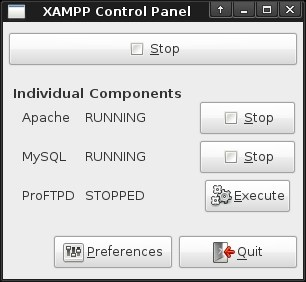 XAMPP Control Panel
Stop
Individual Components
Apache RUNNING Stop
MySQL RUNNING Stop
ProFTPD STOPPED Execute
Preferences Quit